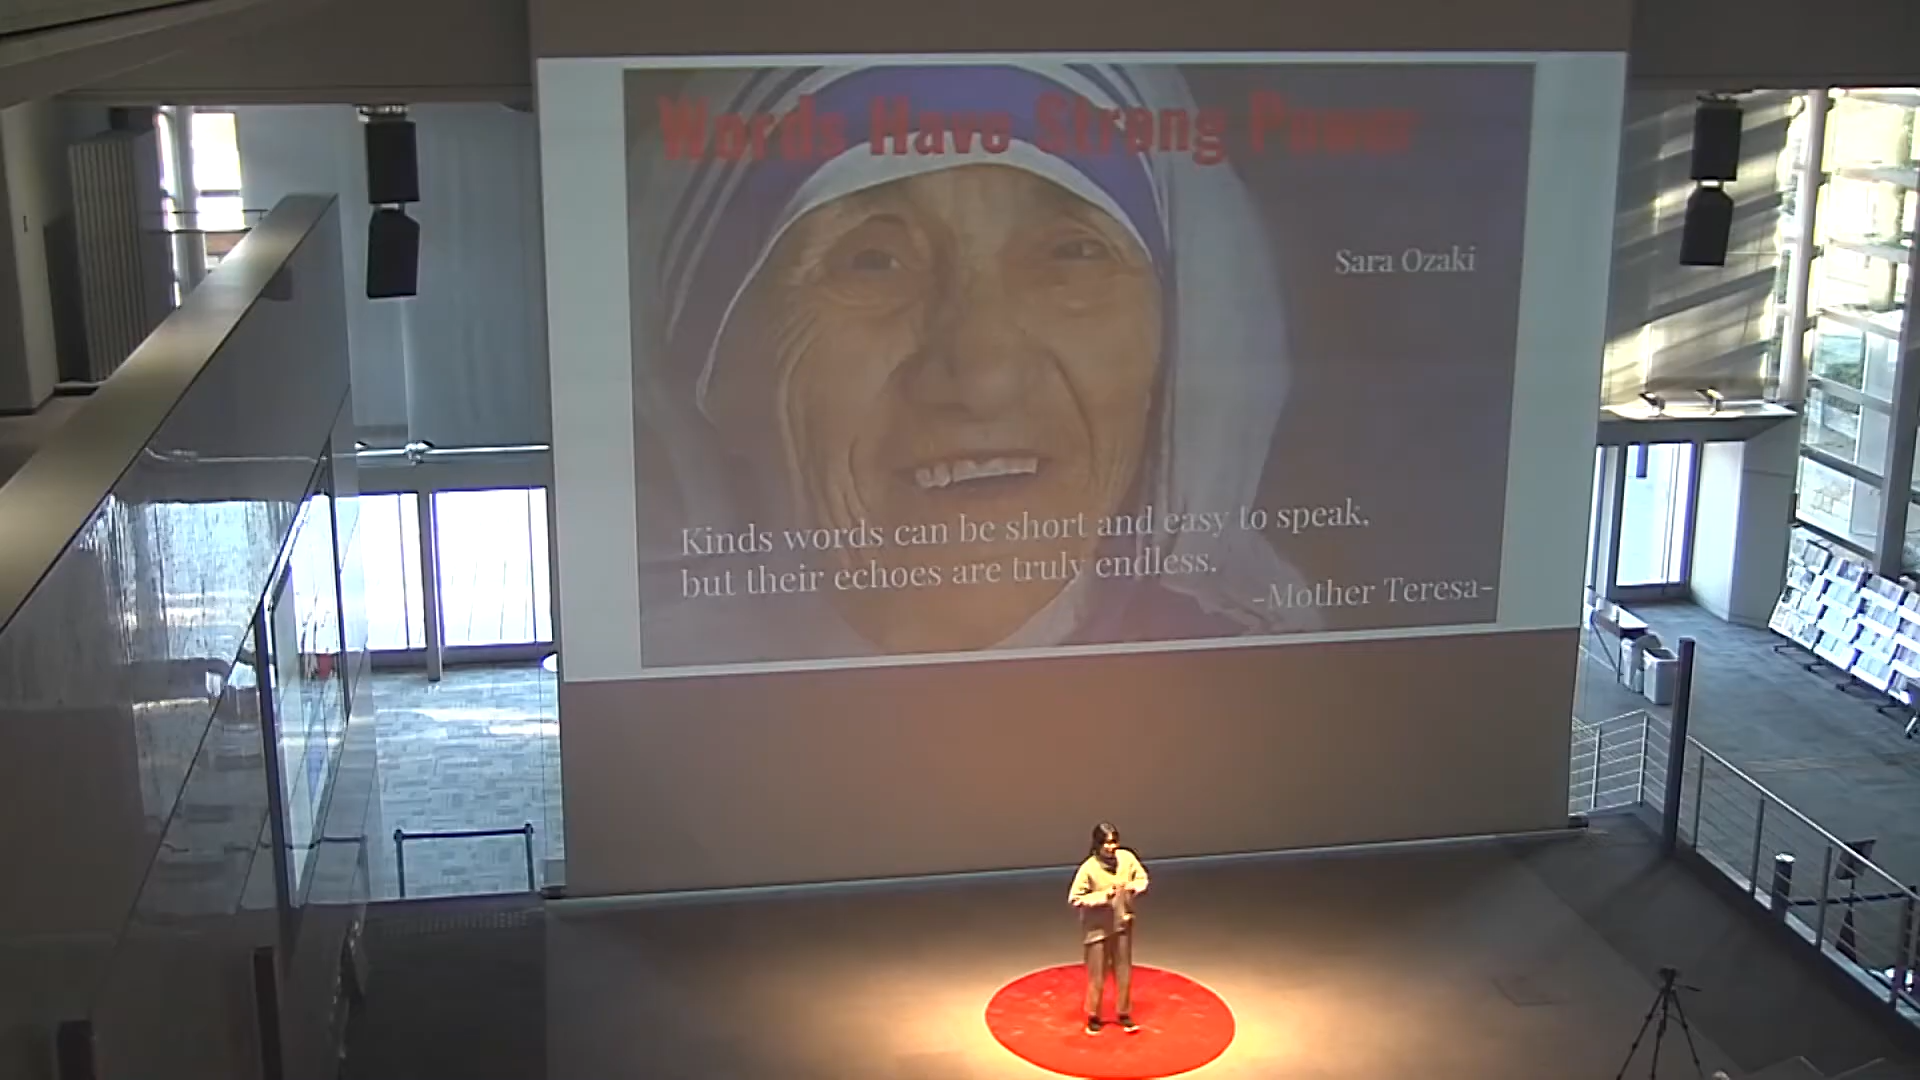 Words Have Strong Power
Sara Ozaki
Kinds words can be short and easy to speak,
but their echoes are truly endless.
-Mother Teresa-